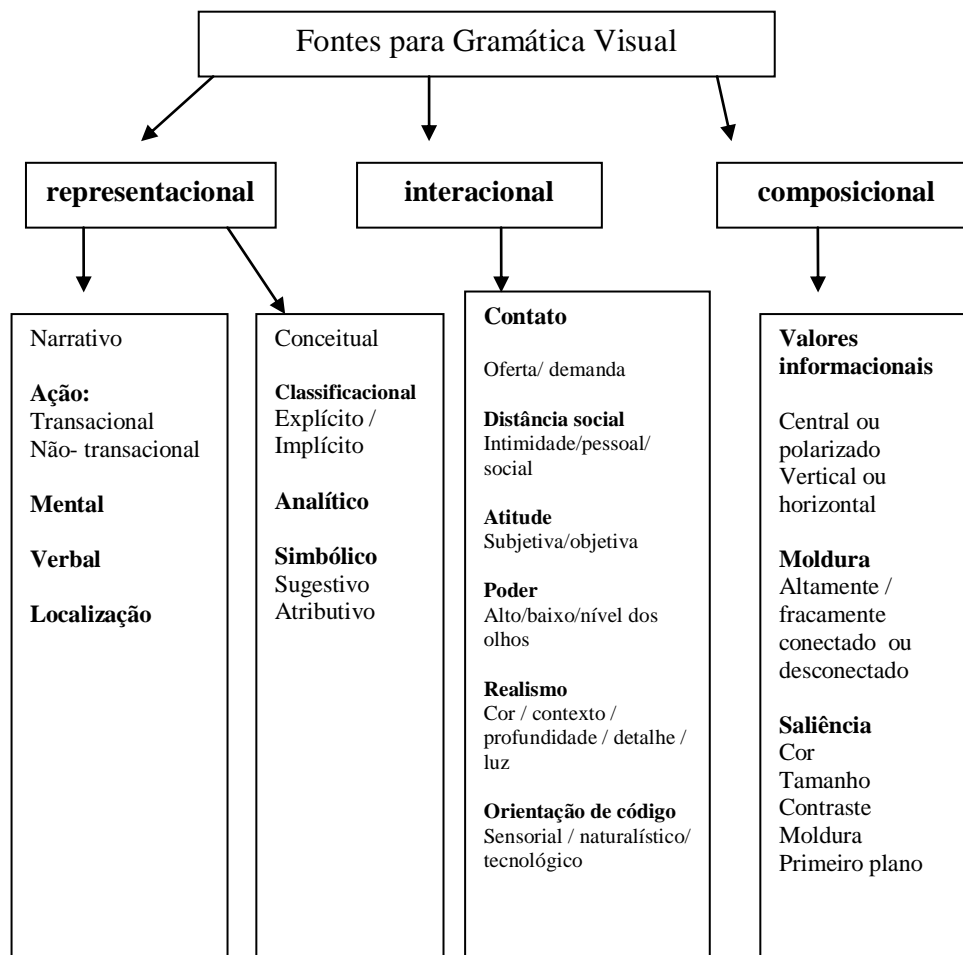 Fontes para Gramática Visual
representacional
interacional
composicional
Narrativo
Ação:
Transacional
Não- transacional
Mental
Verbal
Localização
Conceitual
Classificacional
Explícito /
Implícito
Analítico
Simbólico
Sugestivo
Atributivo
Contato
Oferta/ demanda
Distância social
Intimidade/pessoal/
social
Atitude
Subjetiva/objetiva
Poder
Alto/baixo/nível dos
olhos
Realismo
Cor / contexto /
profundidade / detalhe /
luz
Orientação de código
Sensorial / naturalístico/
tecnológico
Valores
informacionais
Central ou
polarizado
Vertical ou
horizontal
Moldura
Altamente /
fracamente
conectado ou
desconectado
Saliência
Cor
Tamanho
Contraste
Moldura
Primeiro plano